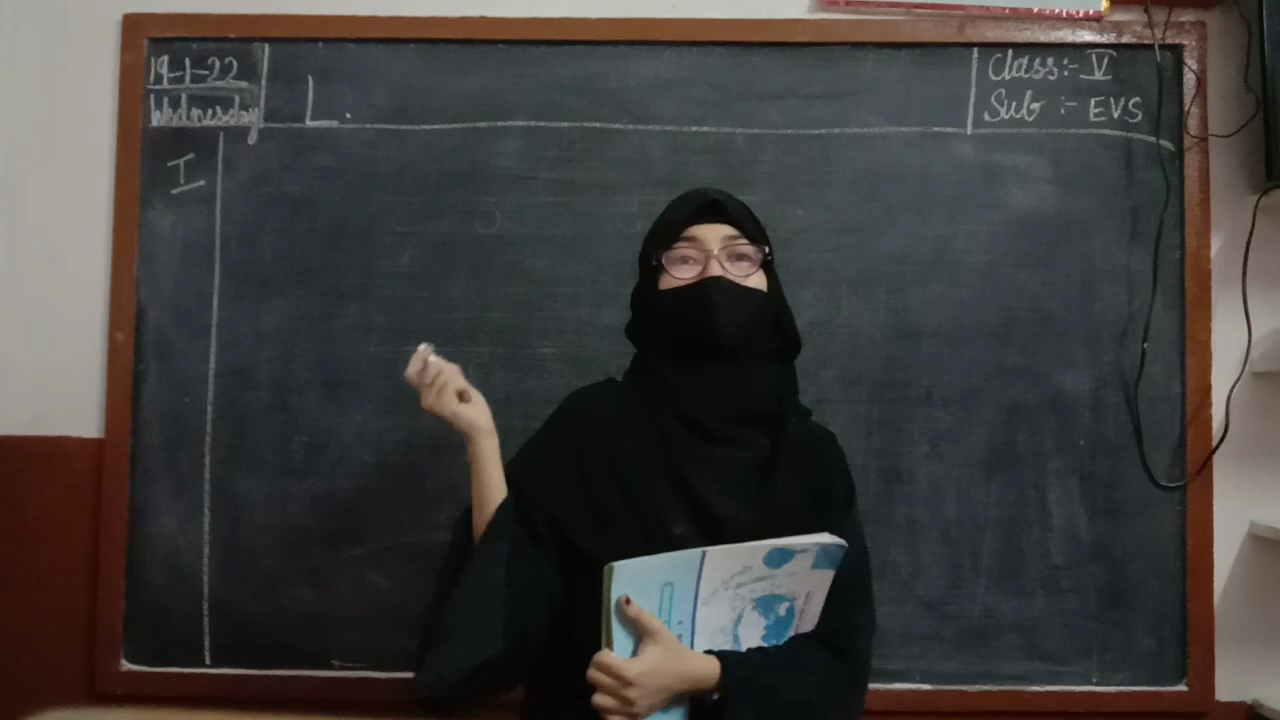 19-1-22
Wednesday
L.
Class:- V
Sub :- EVS
I